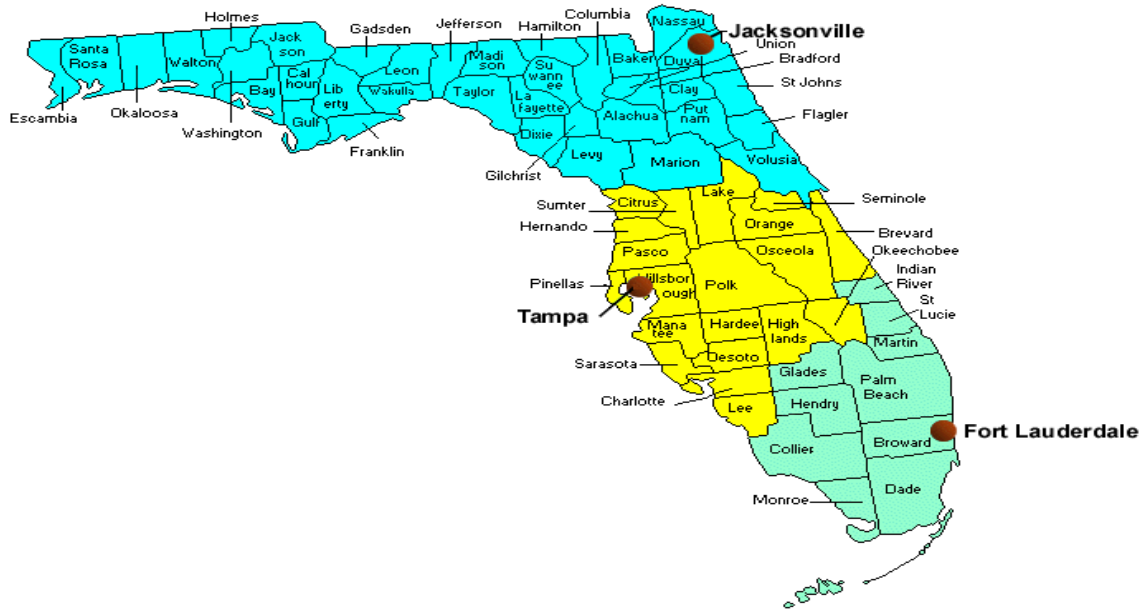 Holmes
Gadsden
Jefferson
Hamilton
Columbia
Nassau
Jacksonville
Santa
Rosa
Walton
Jack
son
Leon
Madi
son
Su
wann
ee
Baker
Duval
Union
Bradford
Okaloosa
Escambia
Washington
Bay
Cal
houn
Lib
erty
Gulf
Wakulla
Franklin
Taylor
La
fayette
Dixie
Gilchrist
Levy
Alachua
Clay
Put
nam
St Johns
Flagler
Marion
Volusia
Sumter
Citrus
Lake
Seminole
Hernando
Orange
Brevard
Pasco
Osceola
Okeechobee
Pinellas
Hillsbor
ough
Polk
Indian
River
St
Lucie
Tampa
Mana
tee
Hardee
High
lands
Martin
Sarasota
Desoto
Glades
Palm
Beach
Charlotte
Lee
Hendry
Fort Lauderdale
Collier
Broward
Monroe
Dade